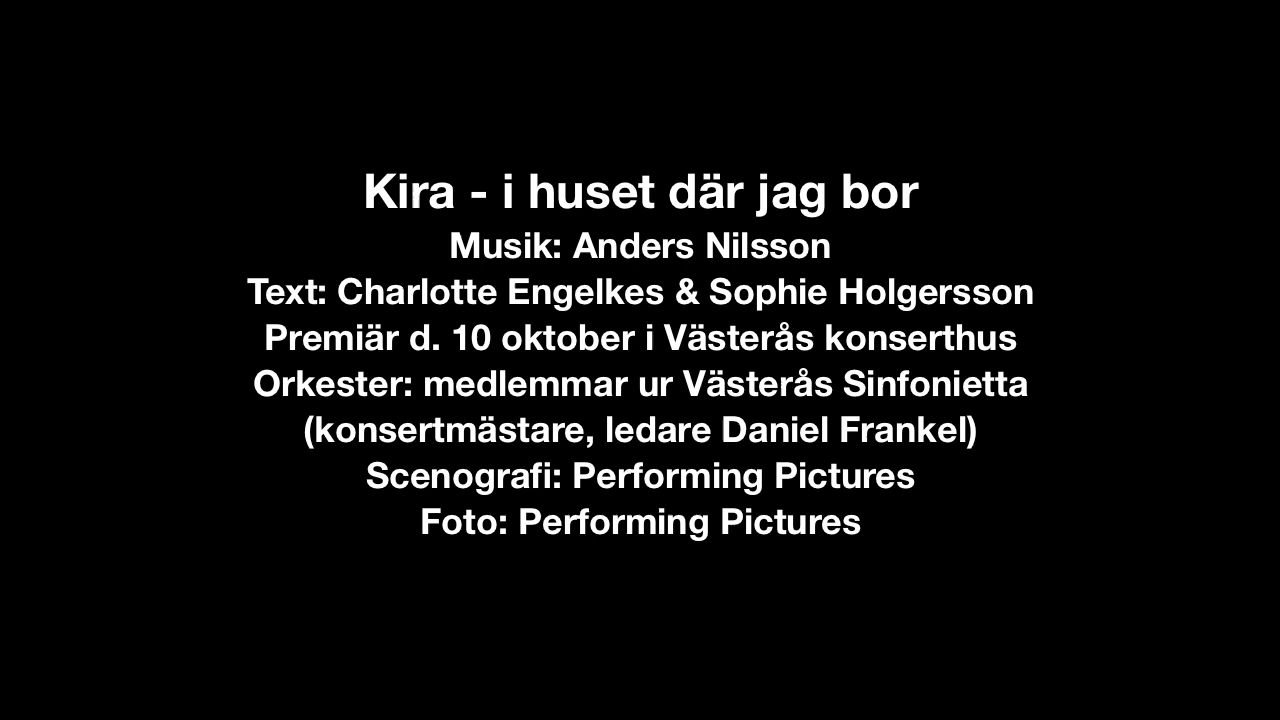 Kira - i huset där jag bor
Musik: Anders Nilsson
Text: Charlotte Engelkes & Sophie Holgersson
Premiär d. 10 oktober i Västerås konserthus
Orkester: medlemmar ur Västerås Sinfonietta
(konsertmästare, ledare Daniel Frankel)
Scenografi: Performing Pictures
Foto: Performing Pictures